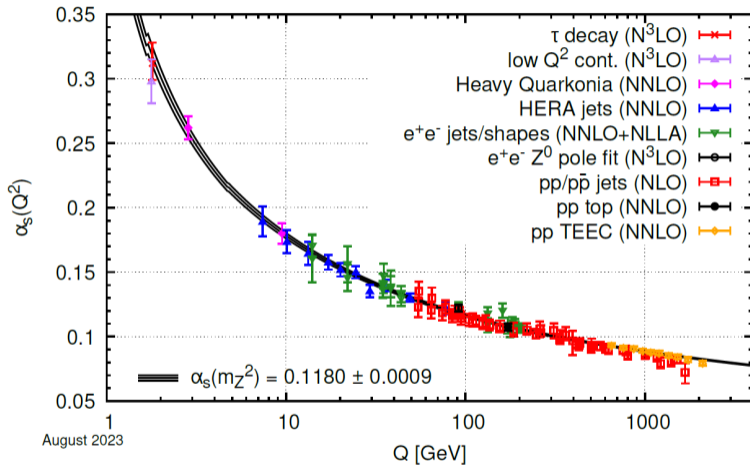 τ decay (N³LO)
low Q² cont. (N³LO)
Heavy Quarkonia (NNLO)
HERA jets (NNLO)
e⁺e⁻ jets/shapes (NNLO+NLLA)
e⁺e⁻ Z⁰ pole fit (N³LO)
pp/pp̄ jets (NLO)
pp top (NNLO)
pp TEEC (NNLO)
0.35
0.3
0.25
0.2
0.15
0.1
0.05
αₛ(Q²)
αₛ(m_Z²) = 0.1180 ± 0.0009
1 10 100 1000
Q [GeV]
August 2023